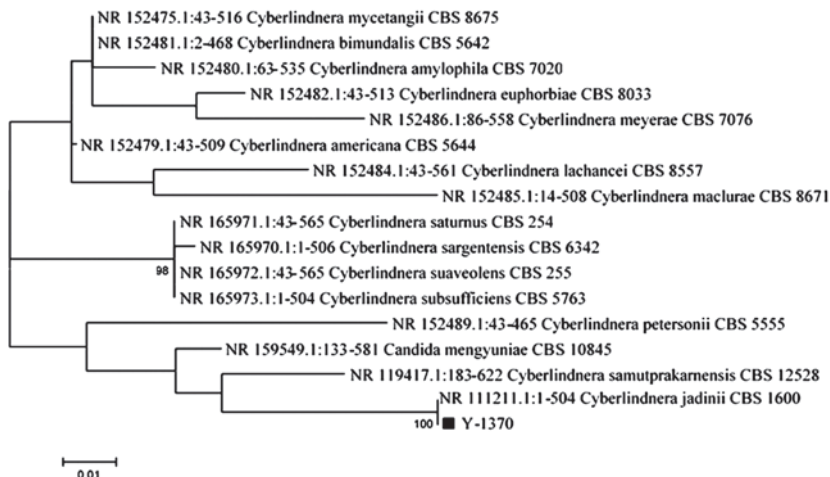 NR 152475.1:43-516 Cyberlindnera mycetangii CBS 8675
NR 152481.1:2-468 Cyberlindnera bimundalis CBS 5642
NR 152480.1:63-535 Cyberlindnera amylophila CBS 7020
NR 152482.1:43-513 Cyberlindnera euphorbiae CBS 8033
NR 152486.1:86-558 Cyberlindnera meyerae CBS 7076
NR 152479.1:43-509 Cyberlindnera americana CBS 5644
NR 152484.1:43-561 Cyberlindnera lachancei CBS 8557
NR 152485.1:14-508 Cyberlindnera maclurae CBS 8671
NR 165971.1:43-565 Cyberlindnera saturnus CBS 254
NR 165970.1:1-506 Cyberlindnera sargentensis CBS 6342
98 NR 165972.1:43-565 Cyberlindnera suaveolens CBS 255
NR 165973.1:1-504 Cyberlindnera subsufficiens CBS 5763
NR 152489.1:43-465 Cyberlindnera petersonii CBS 5555
NR 159549.1:133-581 Candida mengyuniae CBS 10845
NR 119417.1:183-622 Cyberlindnera samutprakarnensis CBS 12528
NR 111211.1:1-504 Cyberlindnera jadinii CBS 1600
100 Y-1370
0.01